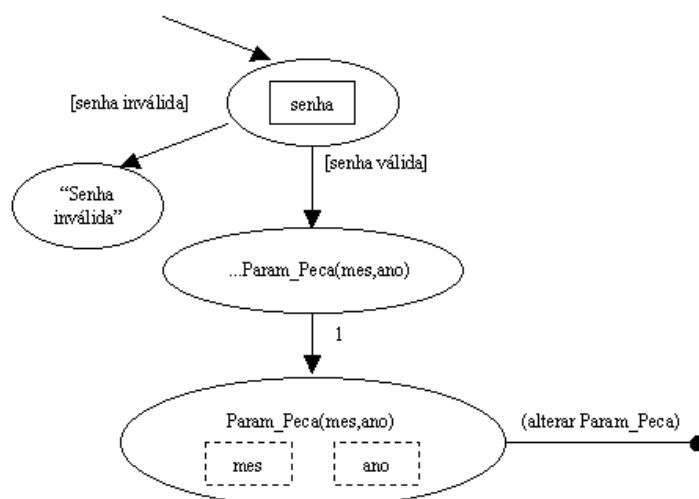 senha
[senha inválida]
[senha válida]
“Senha
inválida”
...Param_Peca(mes,ano)
1
Param_Peca(mes,ano)
(alterar Param_Peca)
mes
ano